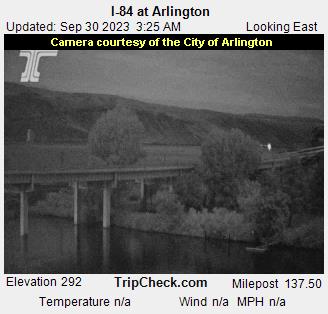 I-84 at Arlington
Updated: Sep 30 2023 3:25 AM Looking East
Camera courtesy of the City of Arlington
Elevation 292 TripCheck.com Milepost 137.50
Temperature n/a Wind n/a MPH n/a